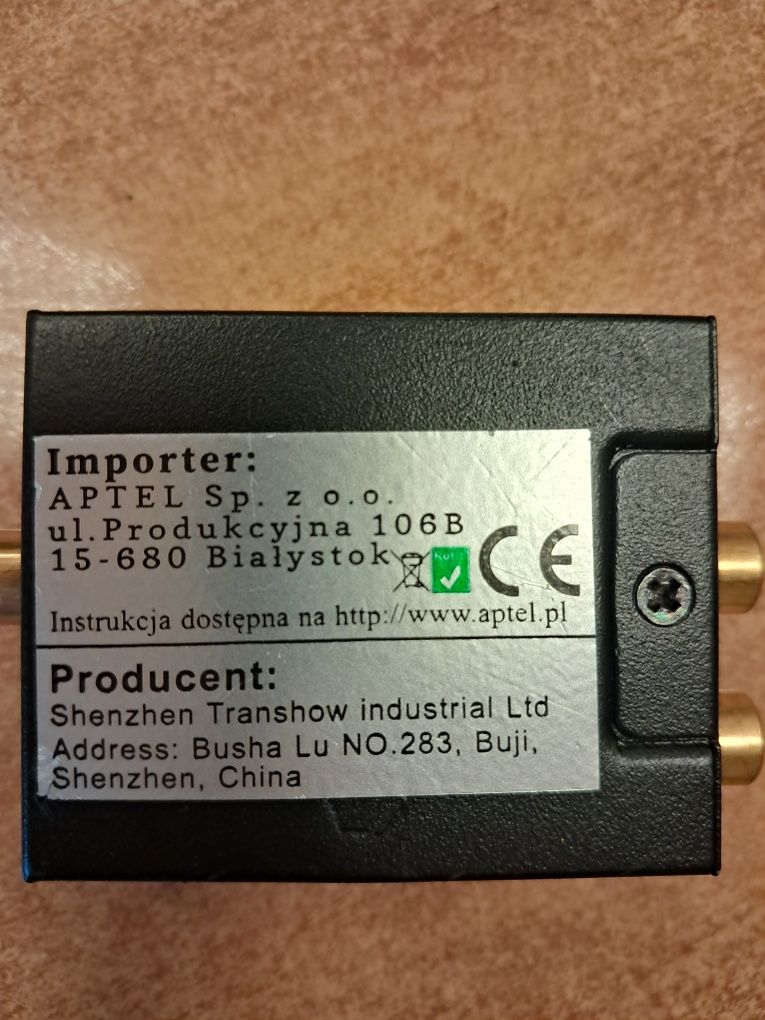 Importer:
APTEL Sp. z o.o.
ul.Produkcyjna 106B
15-680 Białystok
RoHS
CE
Instrukcja dostępna na http://www.aptel.pl
Producent:
Shenzhen Transhow industrial Ltd
Address: Busha Lu NO.283, Buji,
Shenzhen, China